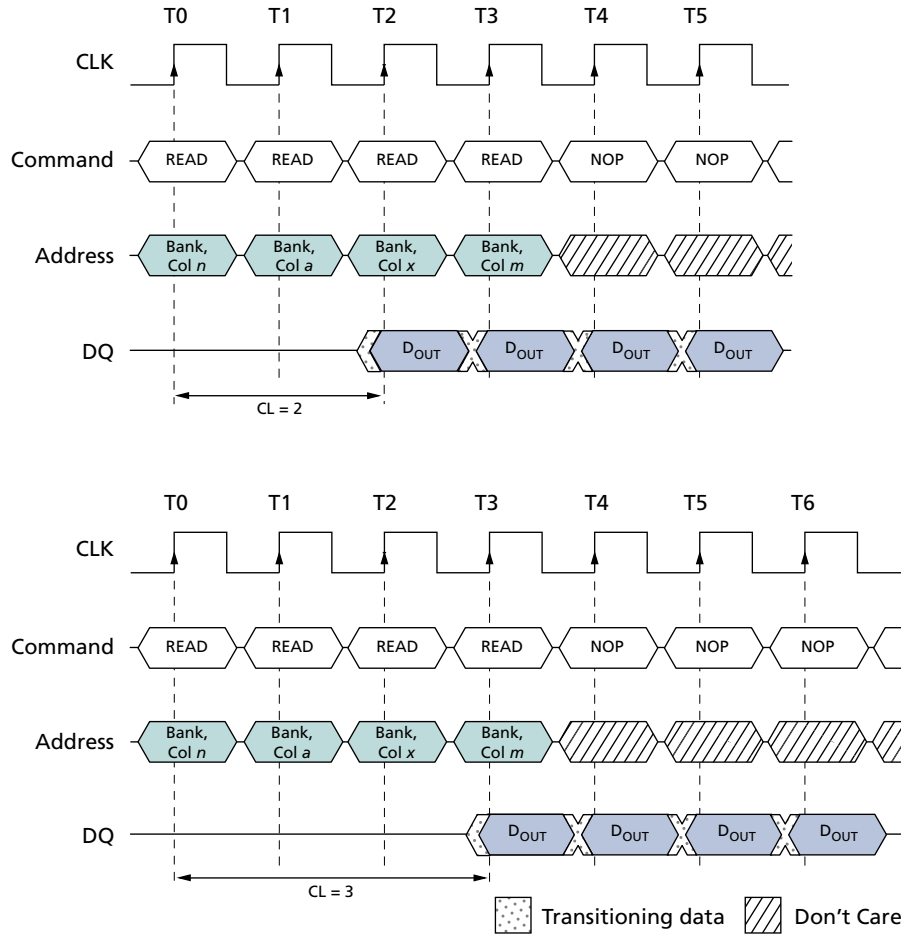 T0 T1 T2 T3 T4 T5
CLK
Command READ READ READ READ NOP NOP
Address Bank, Col n Bank, Col a Bank, Col x Bank, Col m
DQ DOUT DOUT DOUT DOUT
CL = 2
T0 T1 T2 T3 T4 T5 T6
CLK
Command READ READ READ READ NOP NOP NOP
Address Bank, Col n Bank, Col a Bank, Col x Bank, Col m
DQ DOUT DOUT DOUT DOUT
CL = 3
Transitioning data Don't Care